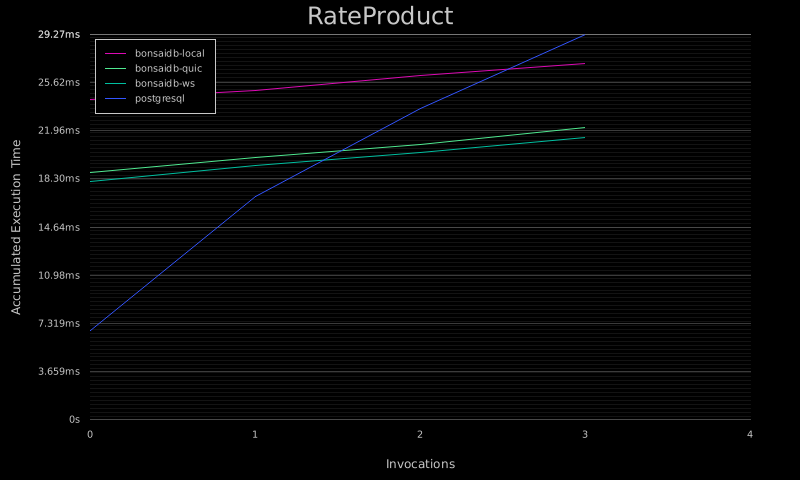 RateProduct
29.27ms
25.62ms
21.96ms
18.30ms
14.64ms
10.98ms
7.319ms
3.659ms
0s
bonsaidb-local
bonsaidb-quic
bonsaidb-ws
postgresql
Accumulated Execution Time
0 1 2 3 4
Invocations